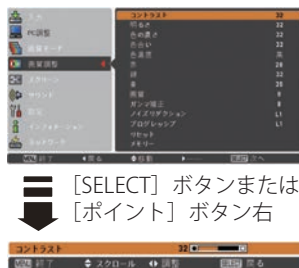 入力
PC調整
画質モード
画質調整
スクリーン
サウンド
設定
インフォメーション
ネットワーク
コントラスト 32
明るさ 32
色の濃さ 32
色合い 32
色温度 高
赤 32
緑 32
青 32
画質 8
ガンマ補正 8
ノイズリダクション L1
プログレッシブ L1
リセット
メモリー
MENU 終了 戻る 移動 SELECT 次へ
[SELECT］ボタンまたは
［ポイント］ボタン右
コントラスト 32
MENU 終了 スクロール 調整 SELECT 戻る